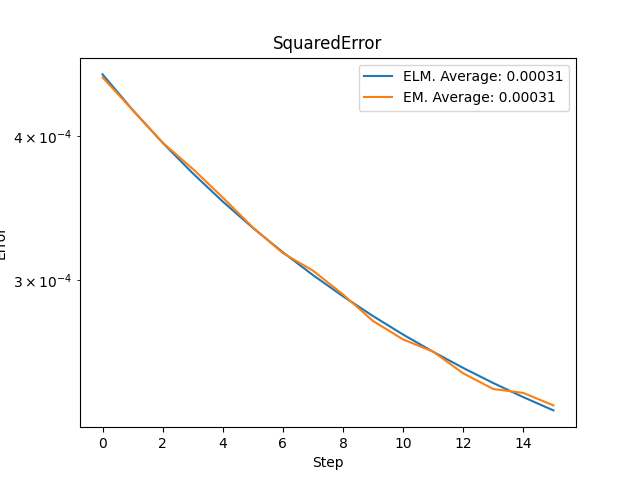 SquaredError
ELM. Average: 0.00031
EM. Average: 0.00031
4 × 10⁻⁴
3 × 10⁻⁴
Error
0 2 4 6 8 10 12 14
Step